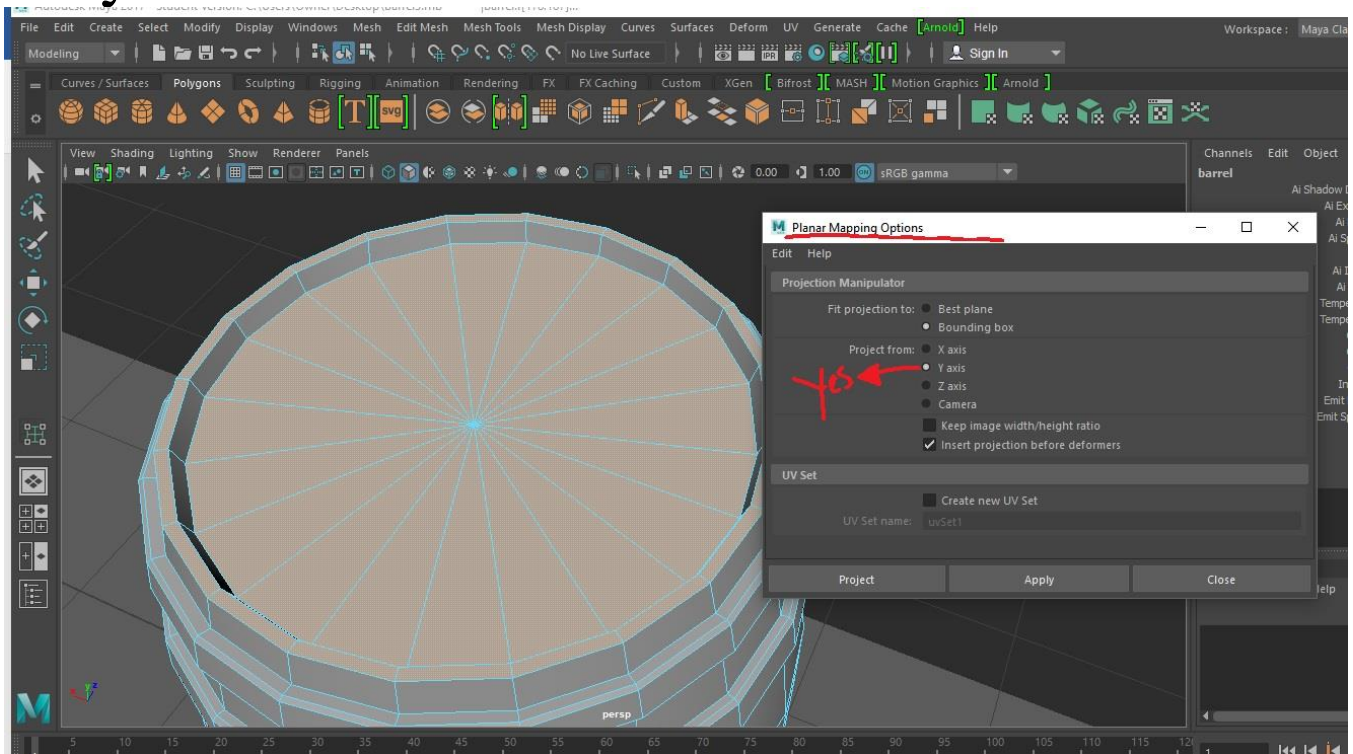 File Edit Create Select Modify Display Windows Mesh Edit Mesh Mesh Tools Mesh Display Curves Surfaces Deform UV Generate Cache [Arnold] Help Workspace: Maya Cla
Modeling No Live Surface Sign In
Curves / Surfaces Polygons Sculpting Rigging Animation Rendering FX FX Caching Custom XGen [ Bifrost ][ MASH ][ Motion Graphics ][ Arnold ]
T svg
View Shading Lighting Show Renderer Panels
0.00 1.00 sRGB gamma
Channels Edit Object
barrel
Ai Shadow
Planar Mapping Options
Edit Help
Projection Manipulator
Fit projection to: Best plane
Bounding box
Project from: X axis
Y axis
Yes
Z axis
Camera
Keep image width/height ratio
Insert projection before deformers
UV Set
Create new UV Set
UV Set name: uvSet1
Project Apply Close
persp
M
5 10 15 20 25 30 35 40 45 50 55 60 65 70 75 80 85 90 95 100 105 110 115 1